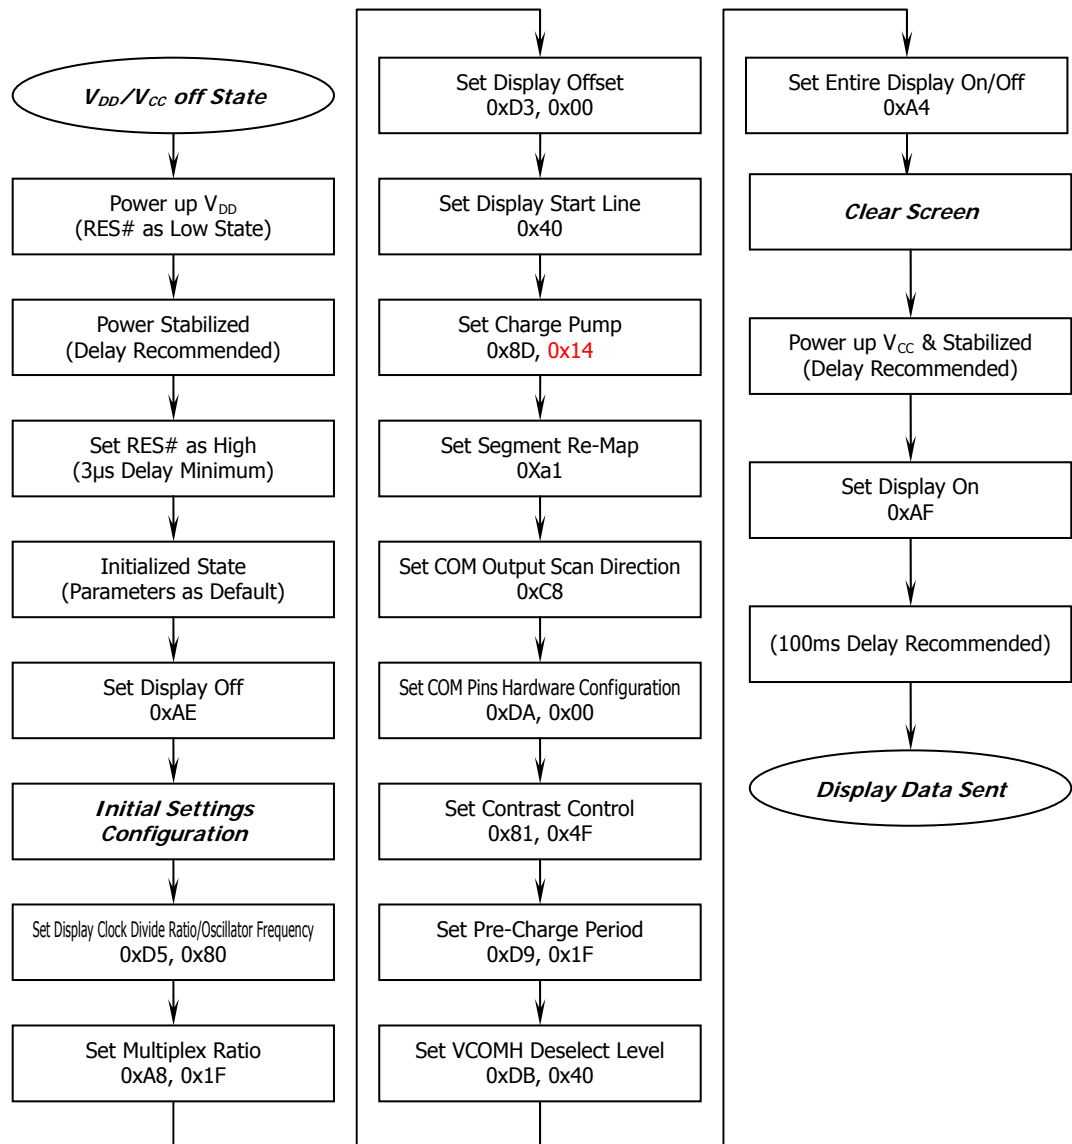 V_DD/V_CC off State
Power up V_DD
(RES# as Low State)
Power Stabilized
(Delay Recommended)
Set RES# as High
(3µs Delay Minimum)
Initialized State
(Parameters as Default)
Set Display Off
0xAE
Initial Settings
Configuration
Set Display Clock Divide Ratio/Oscillator Frequency
0xD5, 0x80
Set Multiplex Ratio
0xA8, 0x1F
Set Display Offset
0xD3, 0x00
Set Display Start Line
0x40
Set Charge Pump
0x8D, 0x14
Set Segment Re-Map
0Xa1
Set COM Output Scan Direction
0xC8
Set COM Pins Hardware Configuration
0xDA, 0x00
Set Contrast Control
0x81, 0x4F
Set Pre-Charge Period
0xD9, 0x1F
Set VCOMH Deselect Level
0xDB, 0x40
Set Entire Display On/Off
0xA4
Clear Screen
Power up V_CC & Stabilized
(Delay Recommended)
Set Display On
0xAF
(100ms Delay Recommended)
Display Data Sent